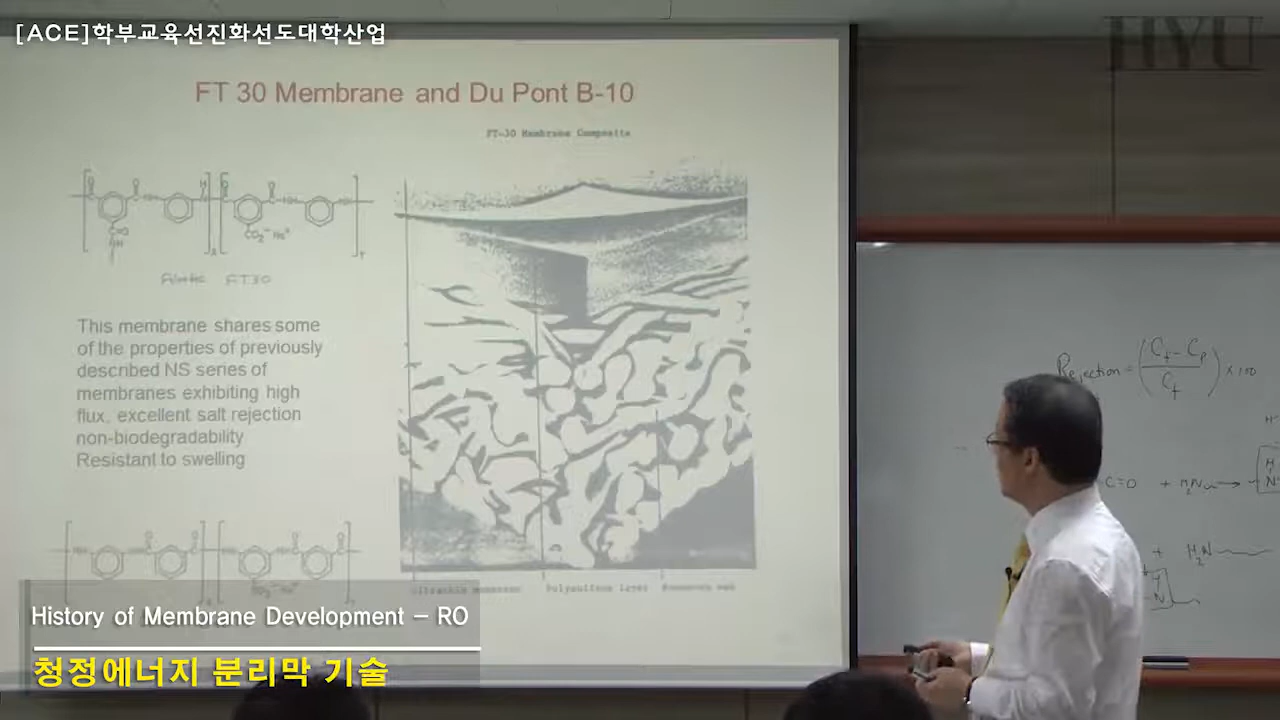 [ACE]학부교육선진화선도대학산업
HYU
FT 30 Membrane and Du Pont B-10
FT-30 Membrane Composite
FT30
This membrane shares some
of the properties of previously
described NS series of
membranes exhibiting high
flux, excellent salt rejection
non-biodegradability
Resistant to swelling
Polysulfone layer
Rejection = (Cf - Cp / Cf) × 100
C=O + H2N →
+ H2N
History of Membrane Development – RO
청정에너지 분리막 기술